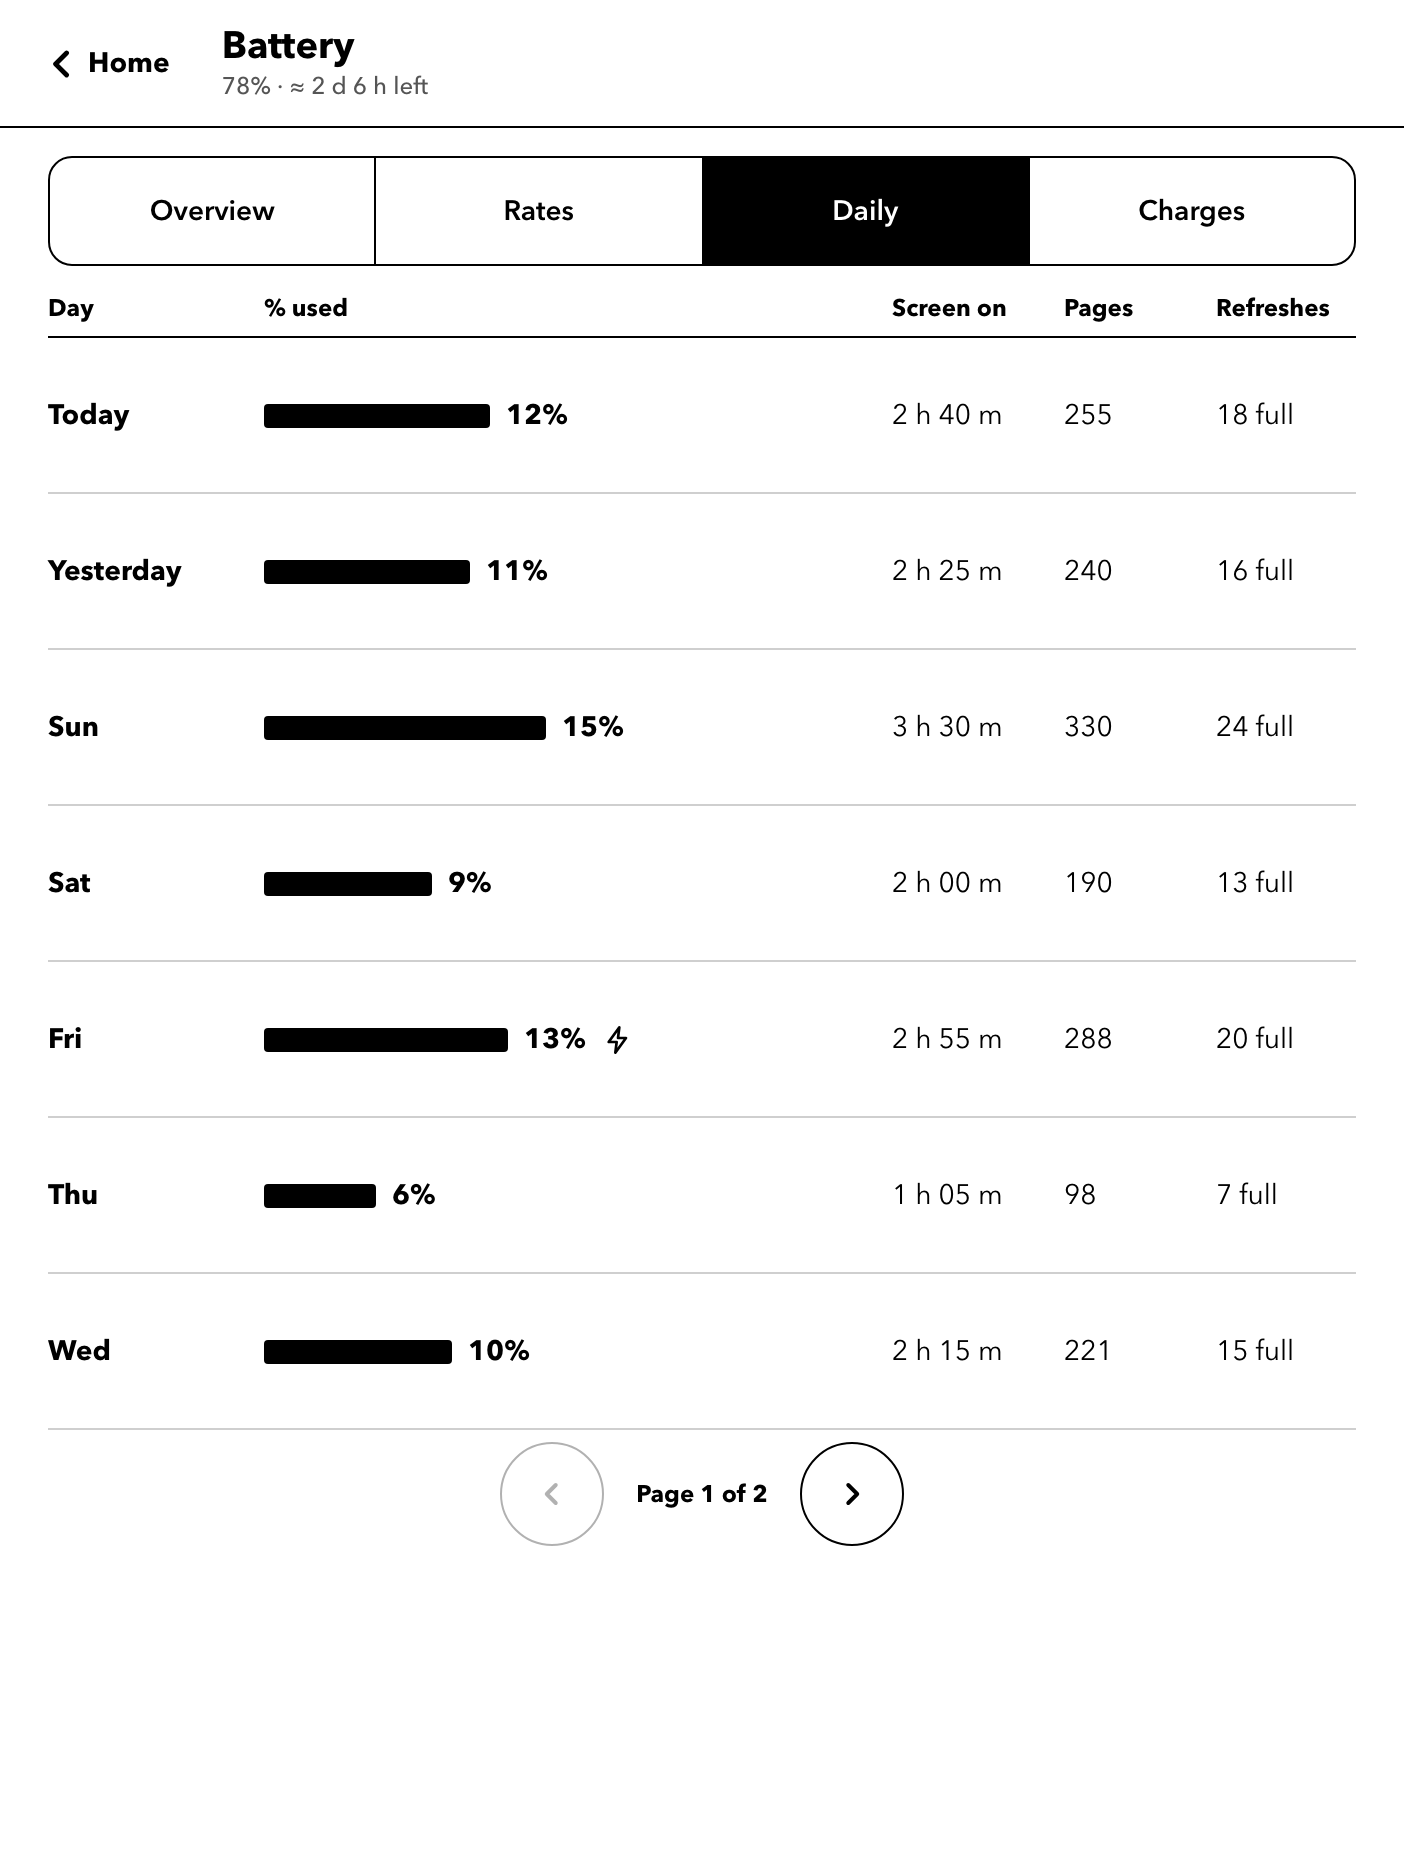 Home
Battery
78% · ≈ 2 d 6 h left
Overview Rates Daily Charges
Day % used Screen on Pages Refreshes
Today 12% 2 h 40 m 255 18 full
Yesterday 11% 2 h 25 m 240 16 full
Sun 15% 3 h 30 m 330 24 full
Sat 9% 2 h 00 m 190 13 full
Fri 13% 2 h 55 m 288 20 full
Thu 6% 1 h 05 m 98 7 full
Wed 10% 2 h 15 m 221 15 full
Page 1 of 2